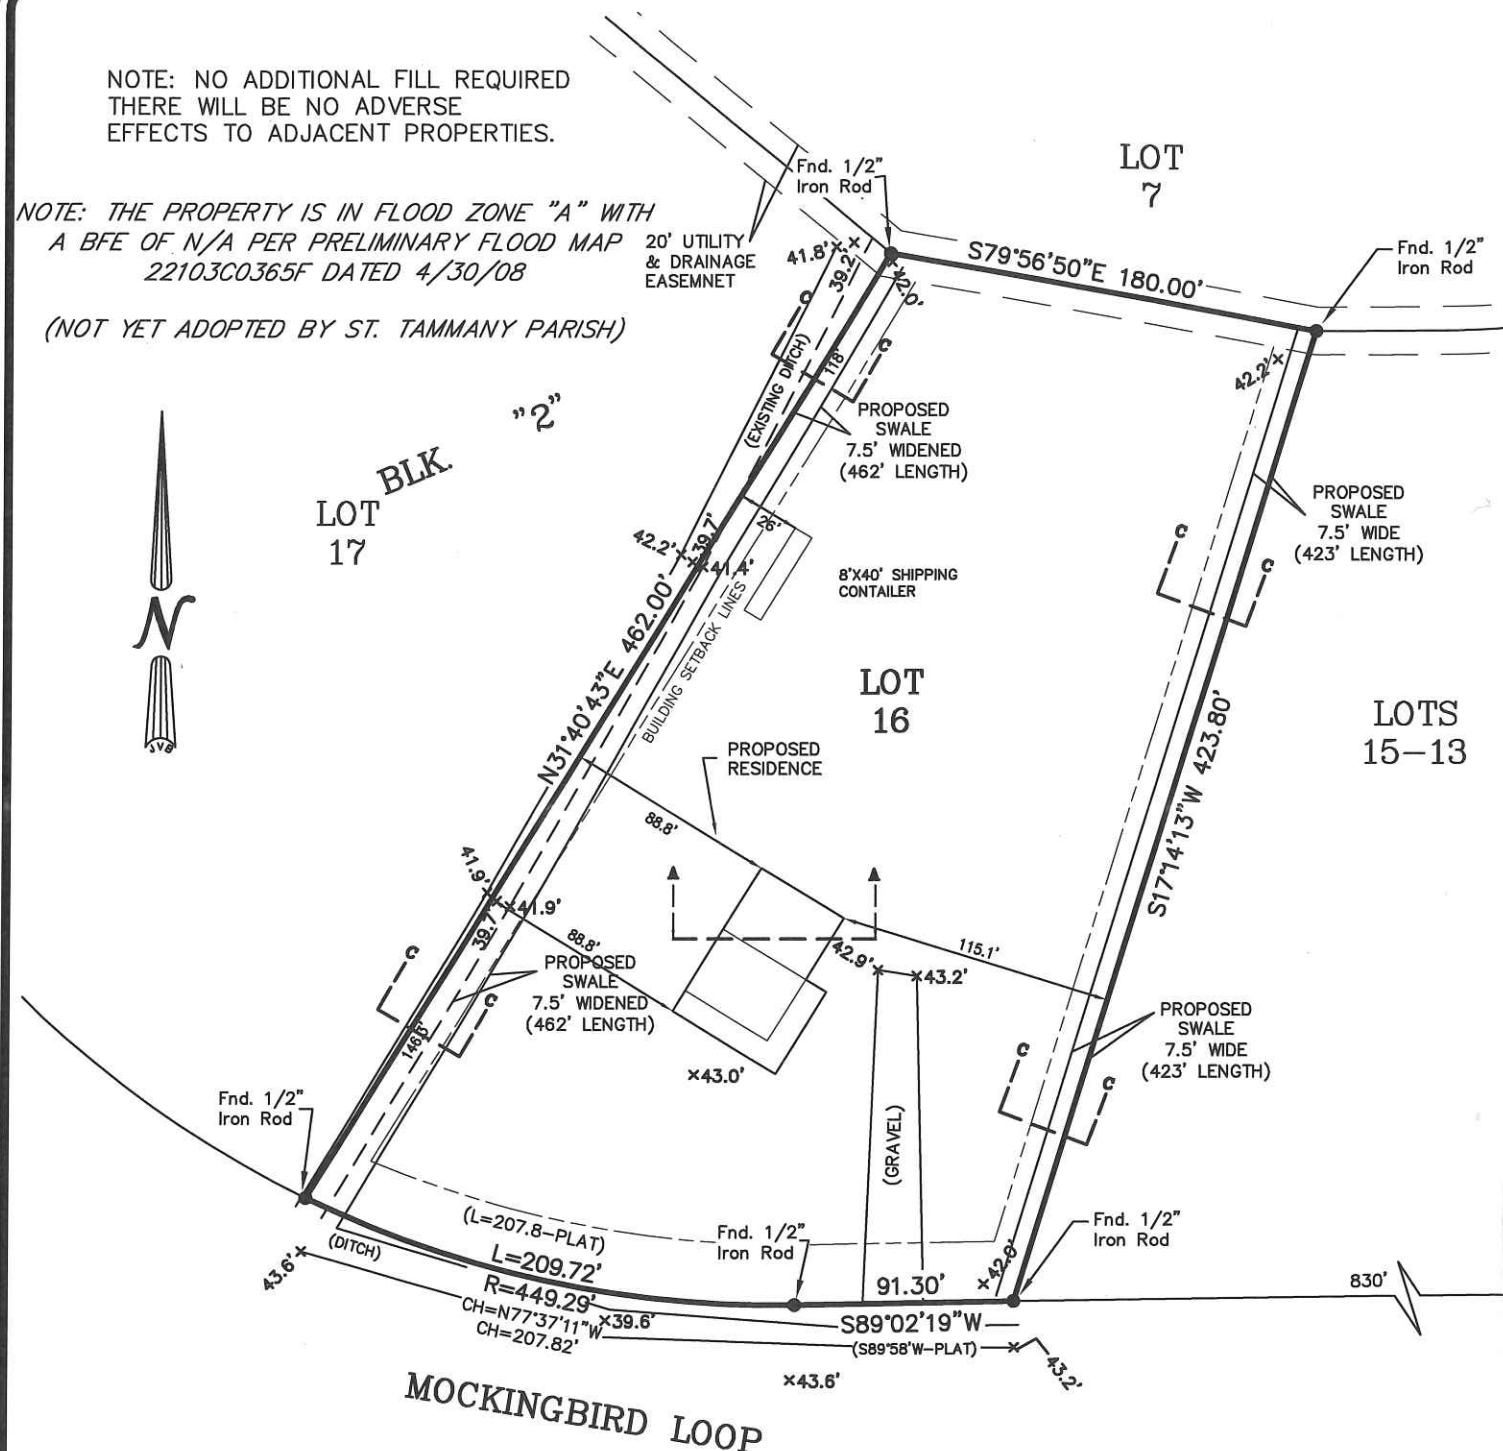 NOTE: NO ADDITIONAL FILL REQUIRED
THERE WILL BE NO ADVERSE
EFFECTS TO ADJACENT PROPERTIES.
NOTE: THE PROPERTY IS IN FLOOD ZONE "A" WITH
A BFE OF N/A PER PRELIMINARY FLOOD MAP
22103C0365F DATED 4/30/08
(NOT YET ADOPTED BY ST. TAMMANY PARISH)
20' UTILITY
& DRAINAGE
EASEMNET
Fnd. 1/2"
Iron Rod
LOT
7
S79°56'50"E 180.00'
Fnd. 1/2"
Iron Rod
41.8'
39.2'
42.0'
42.2'
C
C
(EXISTING DITCH)
118'
PROPOSED
SWALE
7.5' WIDENED
(462' LENGTH)
BLK. "2"
LOT
17
N
JVB
PROPOSED
SWALE
7.5' WIDE
(423' LENGTH)
C
C
26'
42.2'
39.7'
41.4'
8'X40' SHIPPING
CONTAILER
N31°40'43"E 462.00'
BUILDING SETBACK LINES
LOT
16
LOTS
15-13
S17°14'13"W 423.80'
PROPOSED
RESIDENCE
88.8'
A
A
41.9'
41.9'
39.7'
88.8'
115.1'
42.9'
43.2'
C
C
PROPOSED
SWALE
7.5' WIDENED
(462' LENGTH)
146.5'
PROPOSED
SWALE
7.5' WIDE
(423' LENGTH)
C
C
43.0'
Fnd. 1/2"
Iron Rod
(GRAVEL)
(L=207.8-PLAT)
Fnd. 1/2"
Iron Rod
Fnd. 1/2"
Iron Rod
(DITCH)
43.6'
L=209.72'
R=449.29'
CH=N77°37'11"W
CH=207.82'
39.6'
91.30'
42.0'
S89°02'19"W
(S89°58'W-PLAT)
830'
43.2'
43.6'
MOCKINGBIRD LOOP